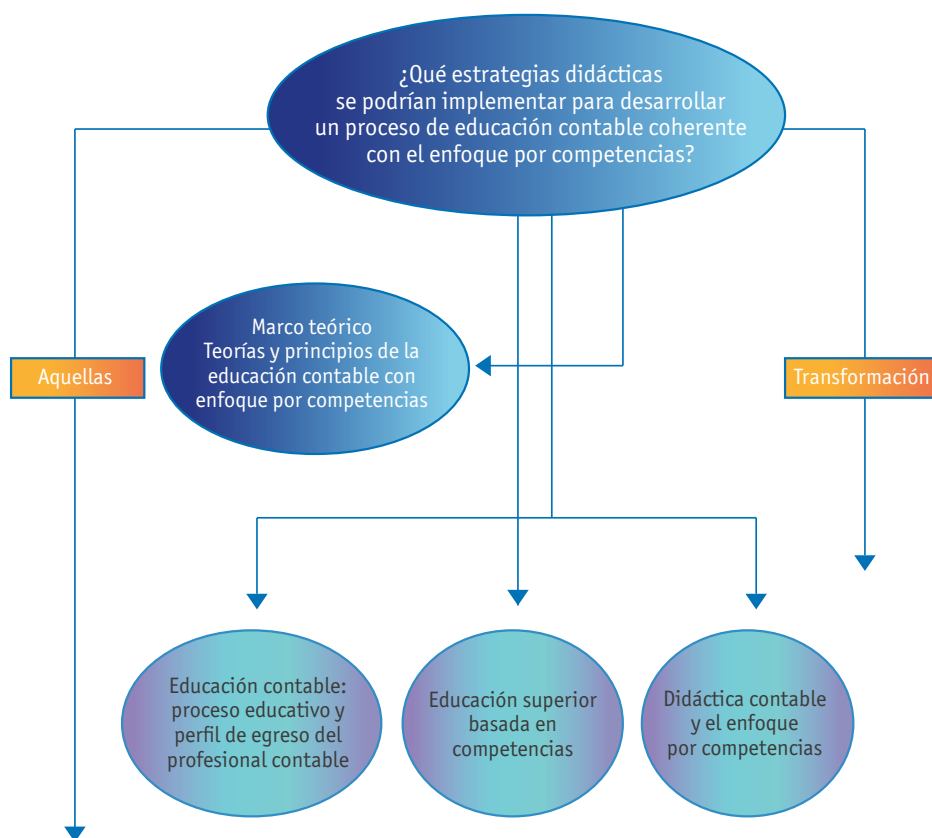 ¿Qué estrategias didácticas
se podrían implementar para desarrollar
un proceso de educación contable coherente
con el enfoque por competencias?
Marco teórico
Teorías y principios de la
educación contable con
enfoque por competencias
Aquellas
Transformación
Educación contable:
proceso educativo y
perfil de egreso del
profesional contable
Educación superior
basada en
competencias
Didáctica contable
y el enfoque
por competencias